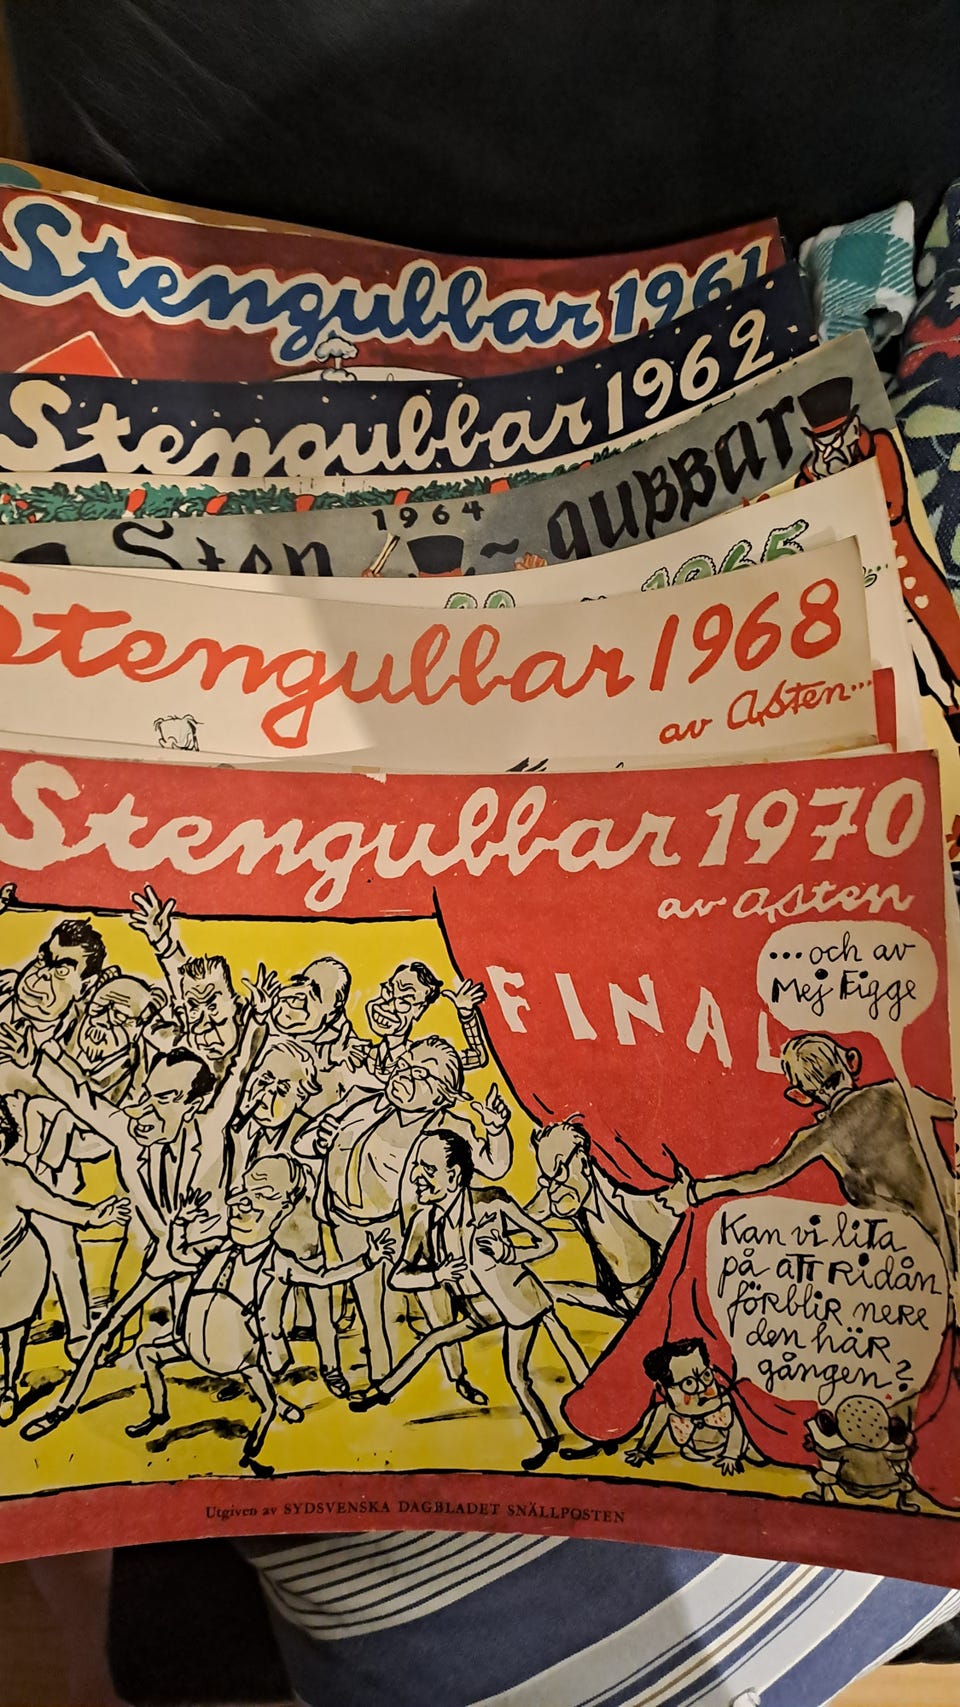 Stengubbar 1961
Stengubbar 1962
1964
Sten~gubbar
1965
Stengubbar 1968
av Asten...
Stengubbar 1970
av Asten
...och av
Mej Figge
FINAL
Kan vi lita
på att ridån
förblir nere
den här
gången?
Utgiven av SYDSVENSKA DAGBLADET SNÄLLPOSTEN